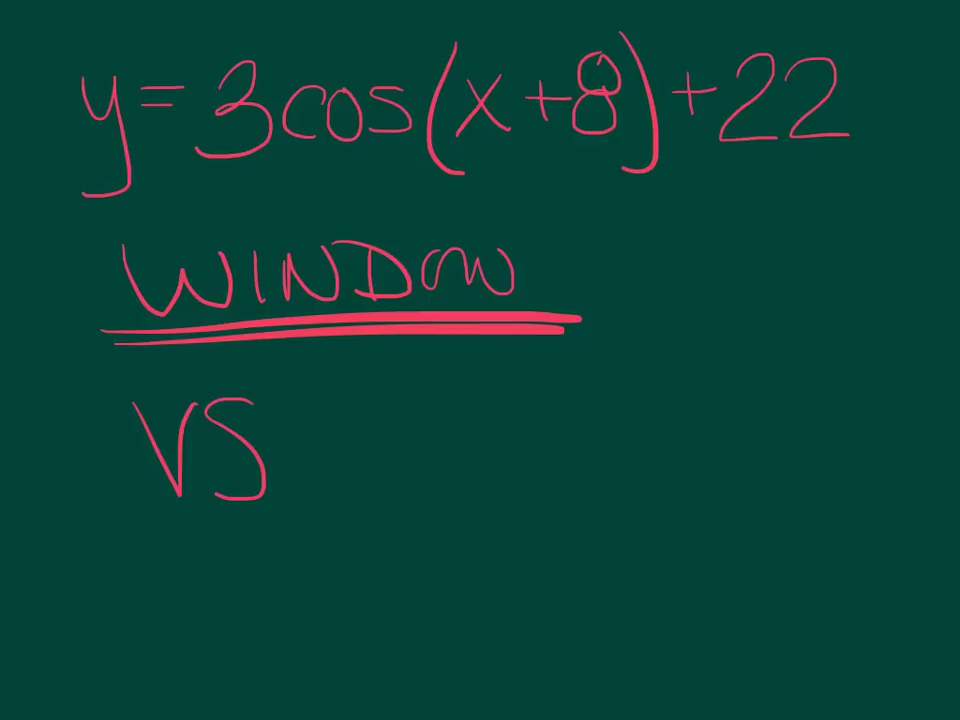 y = 3cos(x+8)+22
WINDOW
VS